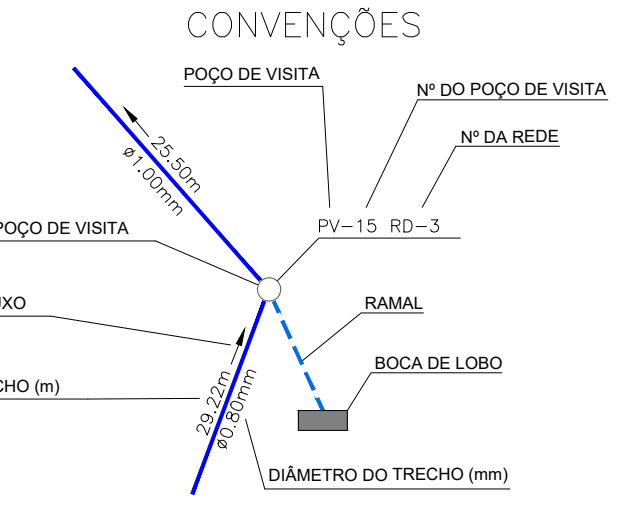 CONVENÇÕES
POÇO DE VISITA
Nº DO POÇO DE VISITA
Nº DA REDE
25.50m
ø1.00mm
PV-15 RD-3
POÇO DE VISITA
UXO
RAMAL
BOCA DE LOBO
CHO (m)
29.22m
ø0.80mm
DIÂMETRO DO TRECHO (mm)